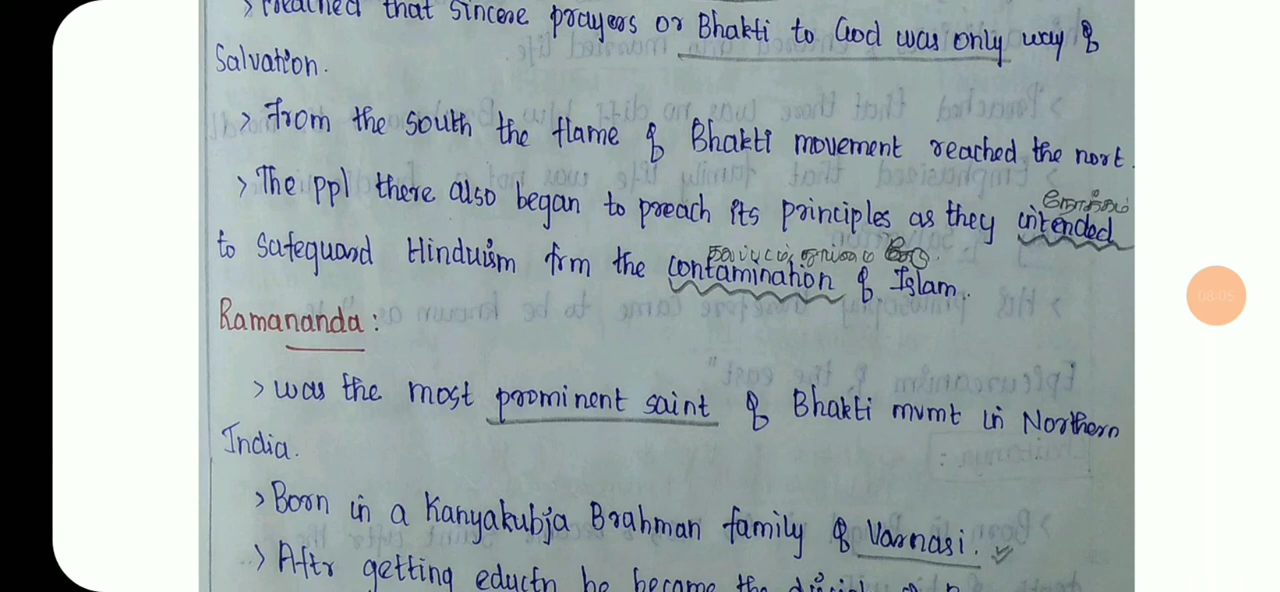 that sincere prayers or Bhakti to God was only way of
Salvation.
> From the south the flame of Bhakti movement reached the nort.
> The ppl there also began to preach its principles as they intended
நோக்கம்
to safeguard Hinduism frm the contamination of Islam.
Ramananda :
> was the most prominent saint of Bhakti mvmt in Northern
India.
> Born in a Kanyakubja Brahman family of Varnasi.
> Aftr getting eductn he became the
08:05